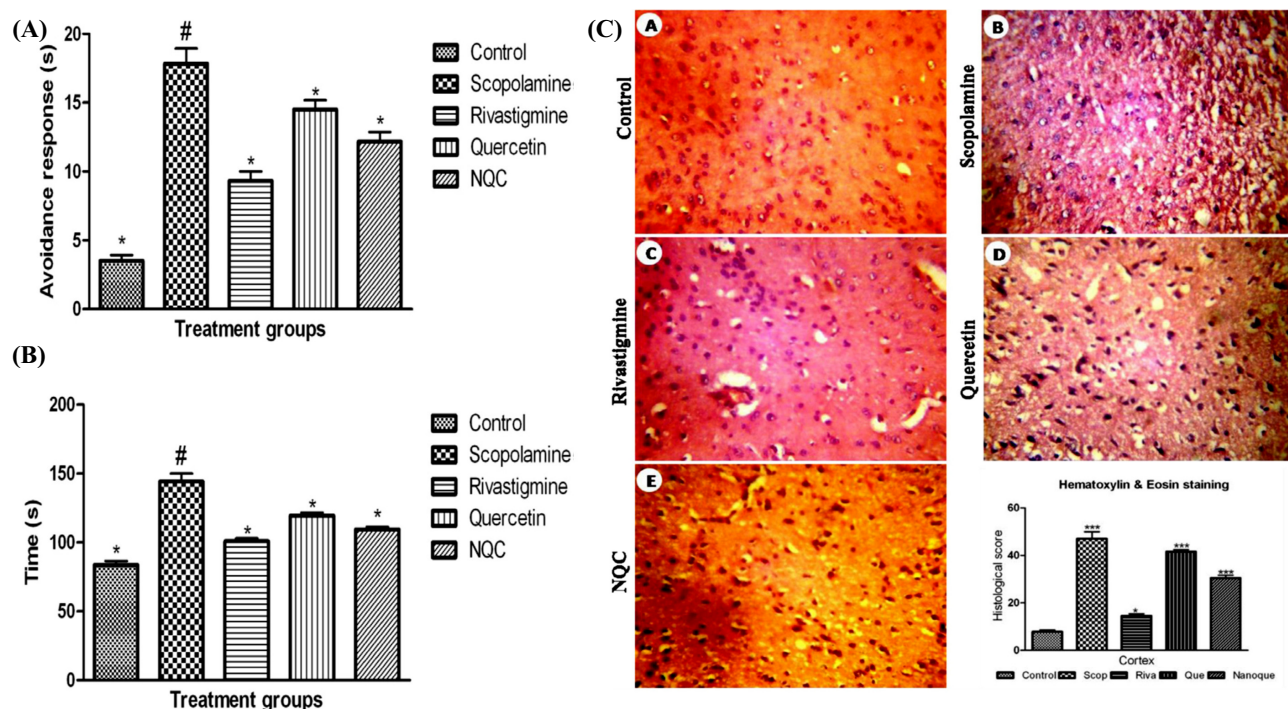 (A)
Avoidance response (s)
20
15
10
5
0
*
#
*
*
*
Treatment groups
Control
Scopolamine
Rivastigmine
Quercetin
NQC
(B)
Time (s)
200
150
100
50
0
*
#
*
*
*
Treatment groups
Control
Scopolamine
Rivastigmine
Quercetin
NQC
(C)
Control
A
Scopolamine
B
Rivastigmine
C
Quercetin
D
NQC
E
Hematoxylin & Eosin staining
Histological score
60
40
20
0
***
*
***
***
Cortex
Control Scop Riva Que Nanoque